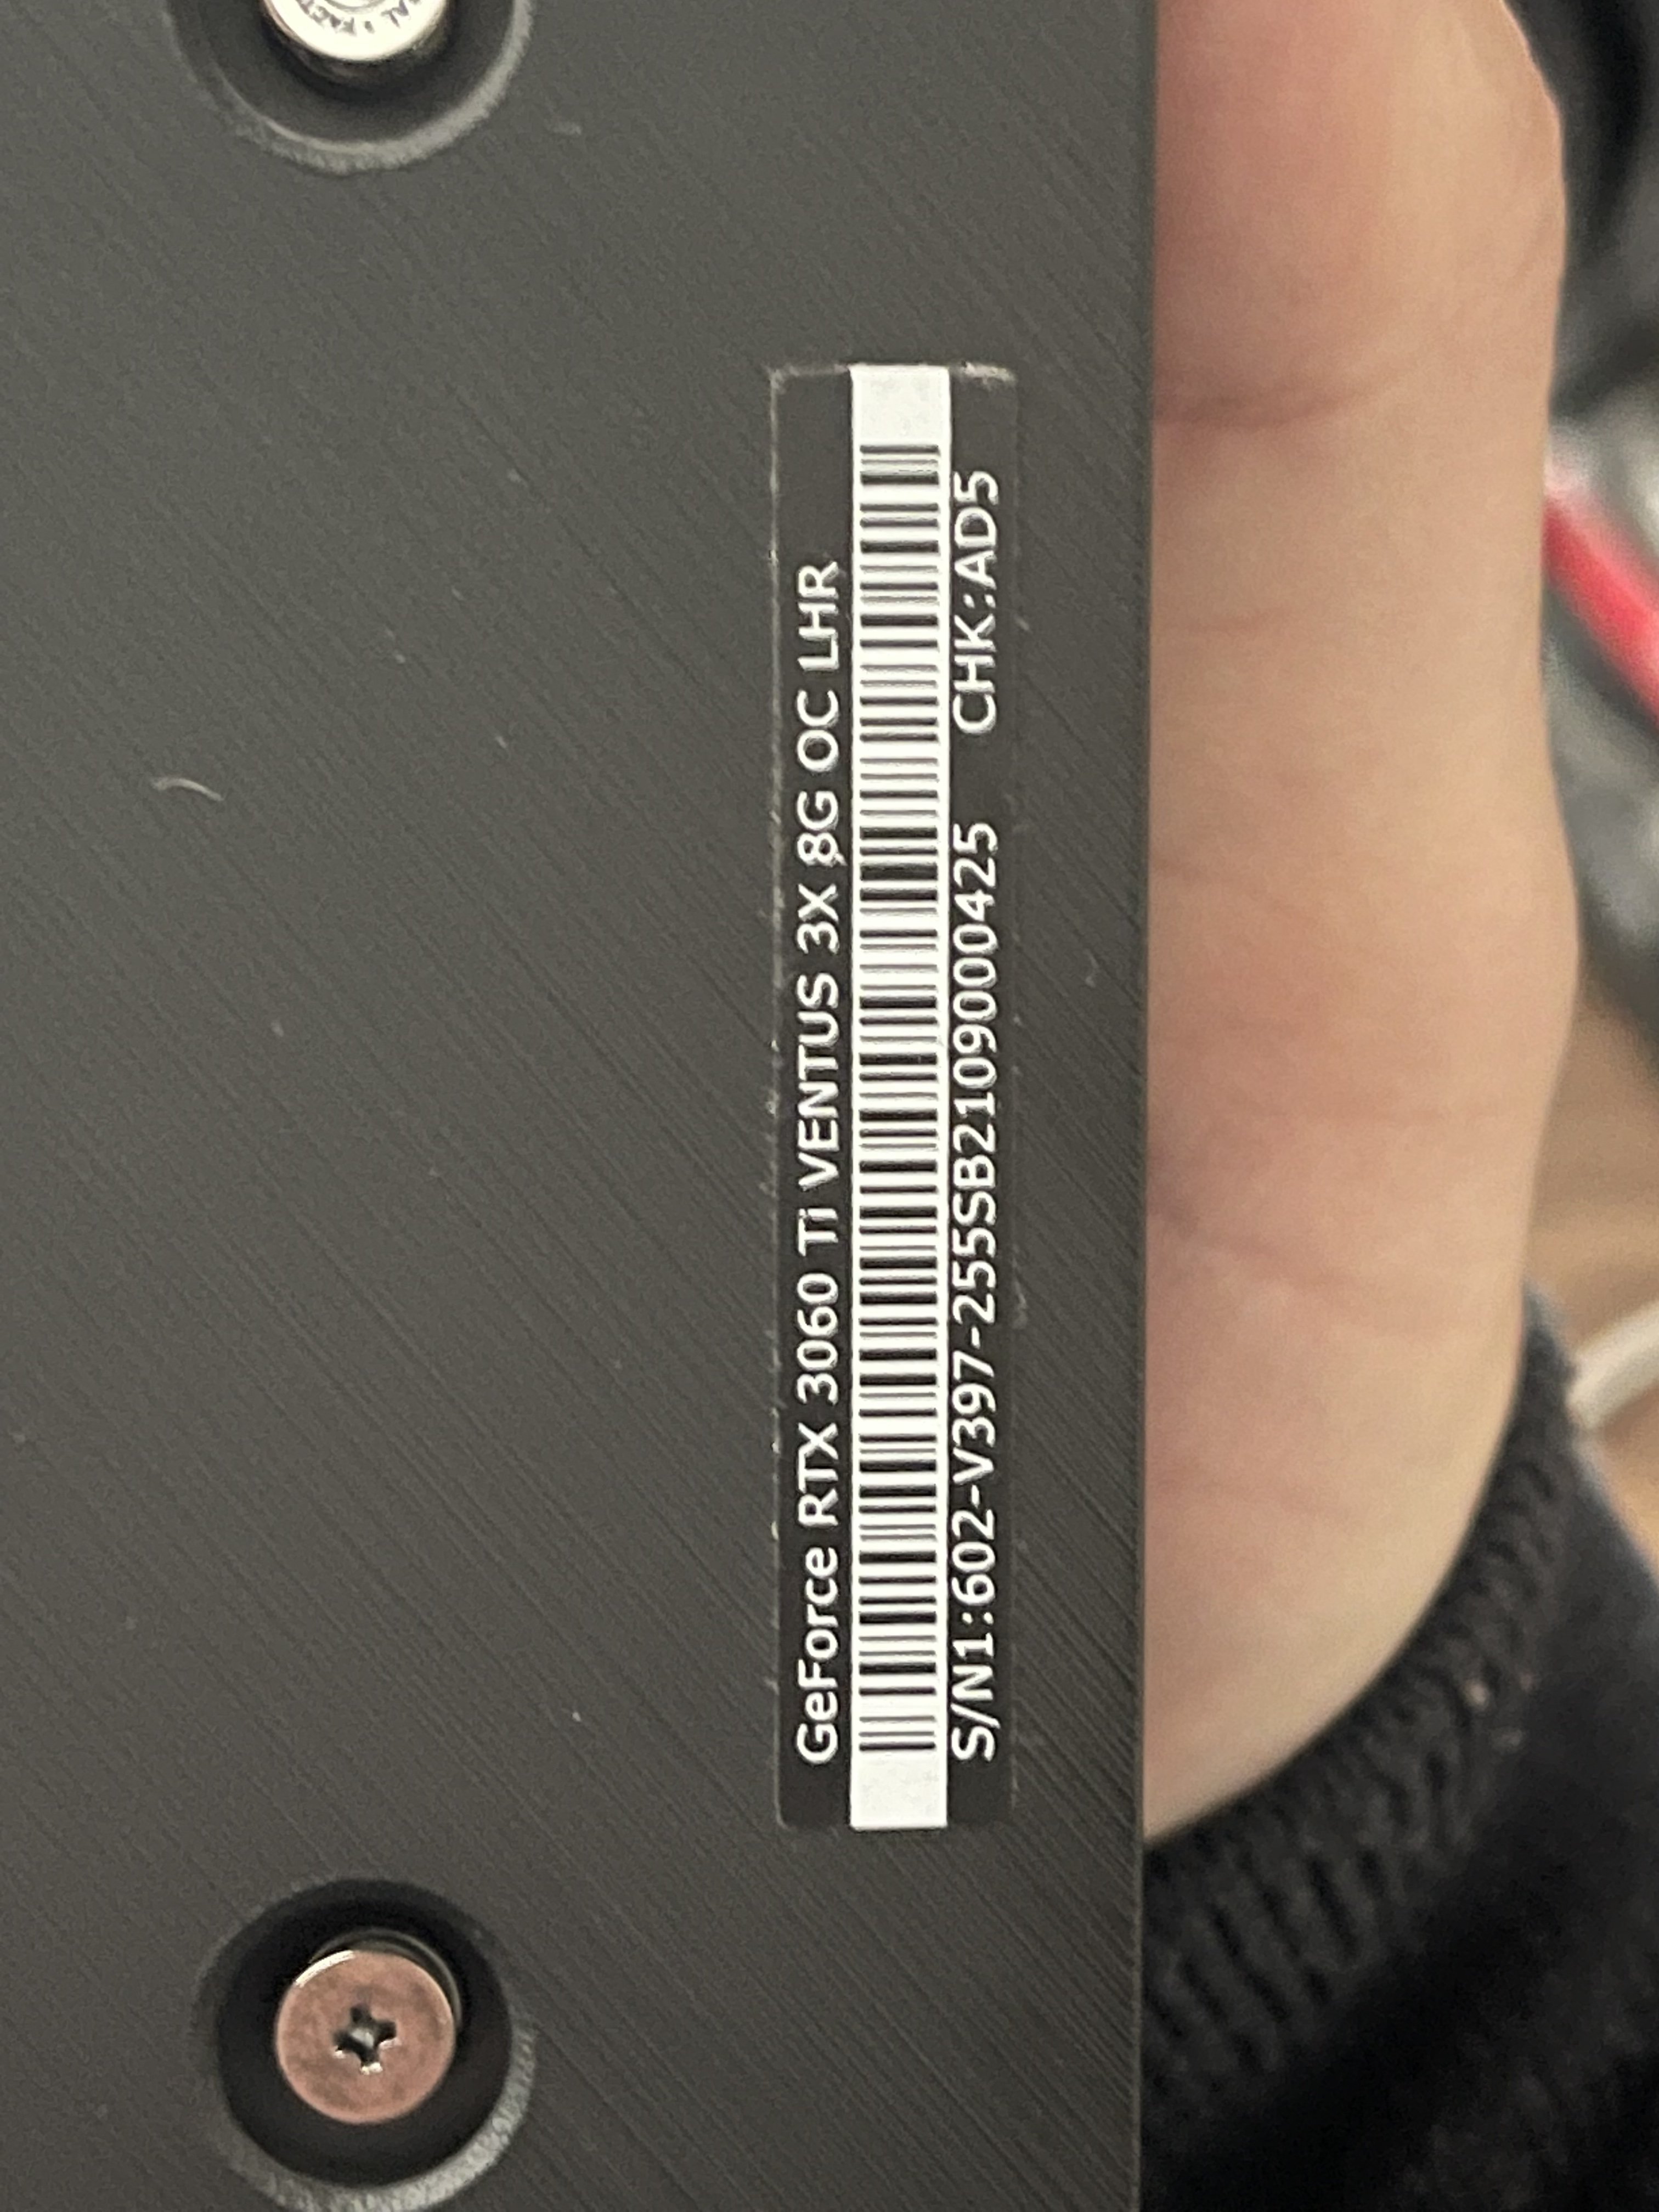 GeForce RTX 3060 Ti VENTUS 3X 8G OC LHR
S/N1:602-V397-255SB2109000425 CHK:AD5